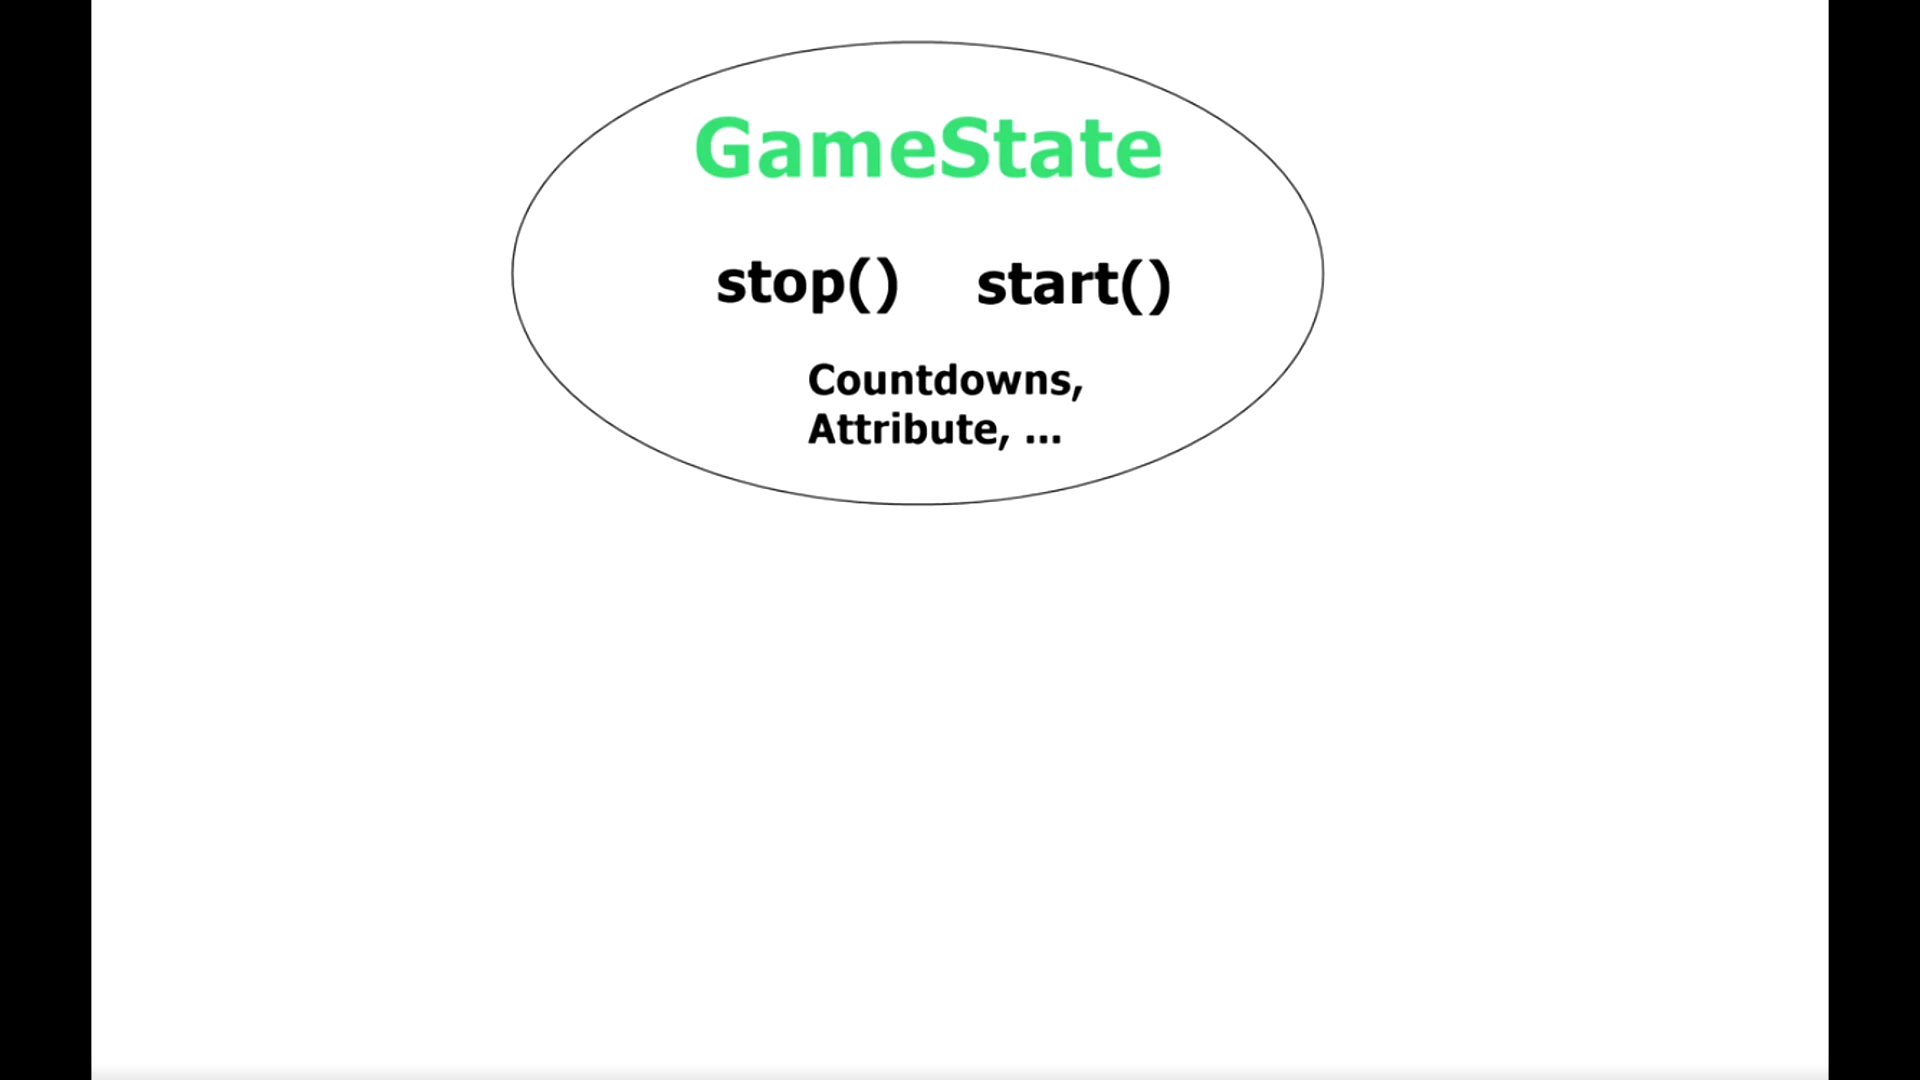 GameState
stop() start()
Countdowns,
Attribute, ...